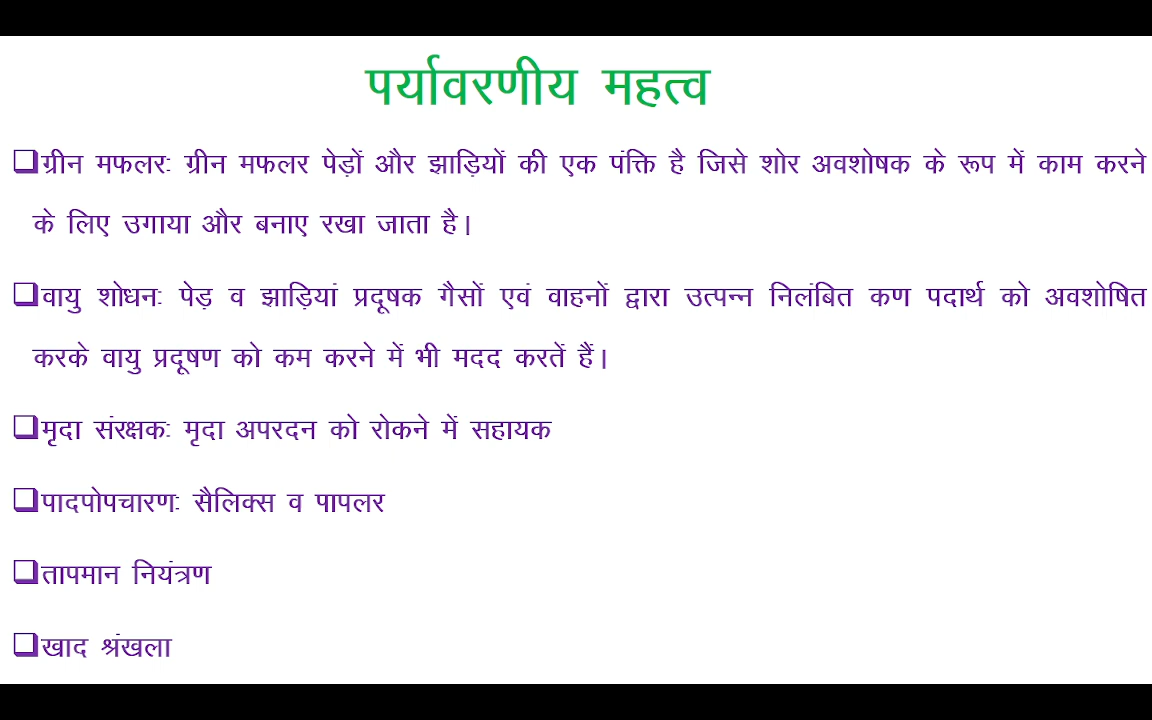 पर्यावरणीय महत्व
❑ग्रीन मफलर: ग्रीन मफलर पेड़ों और झाड़ियों की एक पंक्ति है जिसे शोर अवशोषक के रूप में काम करने
के लिए उगाया और बनाए रखा जाता है।
❑वायु शोधन: पेड़ व झाड़ियां प्रदूषक गैसों एवं वाहनों द्वारा उत्पन्न निलंबित कण पदार्थ को अवशोषित
करके वायु प्रदूषण को कम करने में भी मदद करतें हैं।
❑मृदा संरक्षक: मृदा अपरदन को रोकने में सहायक
❑पादपोपचारण: सैलिक्स व पापलर
❑तापमान नियंत्रण
❑खाद श्रंखला